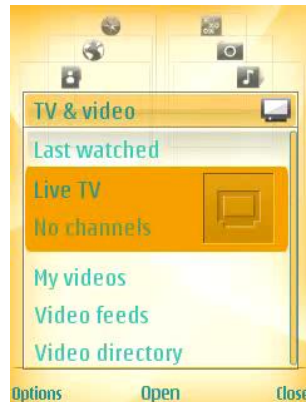 TV & video
Last watched
Live TV
No channels
My videos
Video feeds
Video directory
Options Open Close